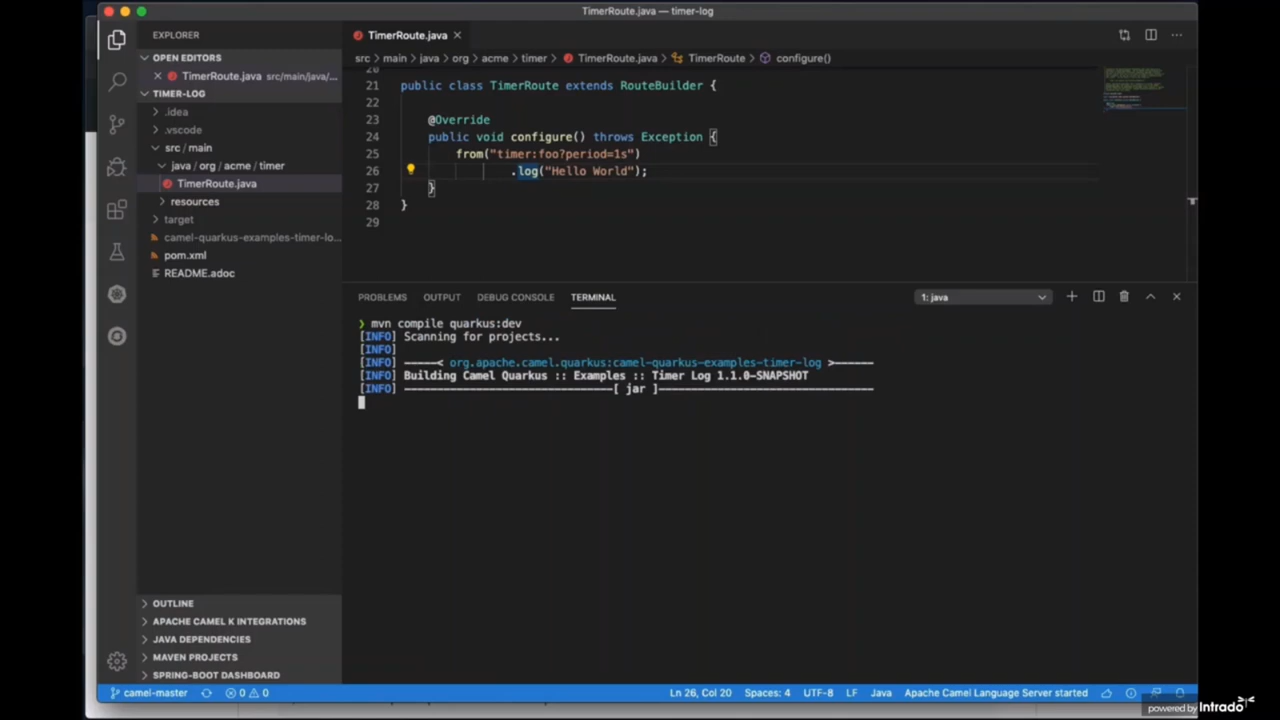 TimerRoute.java — timer-log
EXPLORER
OPEN EDITORS
TimerRoute.java src/main/java/...
TIMER-LOG
.idea
.vscode
src / main
java / org / acme / timer
TimerRoute.java
resources
target
camel-quarkus-examples-timer-lo...
pom.xml
README.adoc
OUTLINE
APACHE CAMEL K INTEGRATIONS
JAVA DEPENDENCIES
MAVEN PROJECTS
SPRING-BOOT DASHBOARD
TimerRoute.java
src > main > java > org > acme > timer > TimerRoute.java > TimerRoute > configure()
20
21 public class TimerRoute extends RouteBuilder {
22
23 @Override
24 public void configure() throws Exception {
25 from("timer:foo?period=1s")
26 .log("Hello World");
27 }
28 }
29
PROBLEMS OUTPUT DEBUG CONSOLE TERMINAL 1: java
❯ mvn compile quarkus:dev
[INFO] Scanning for projects...
[INFO]
[INFO] ———< org.apache.camel.quarkus:camel-quarkus-examples-timer-log >———
[INFO] Building Camel Quarkus :: Examples :: Timer Log 1.1.0-SNAPSHOT
[INFO] ———[ jar ]———
camel-master 0 0 Ln 26, Col 20 Spaces: 4 UTF-8 LF Java Apache Camel Language Server started
powered by Intrado